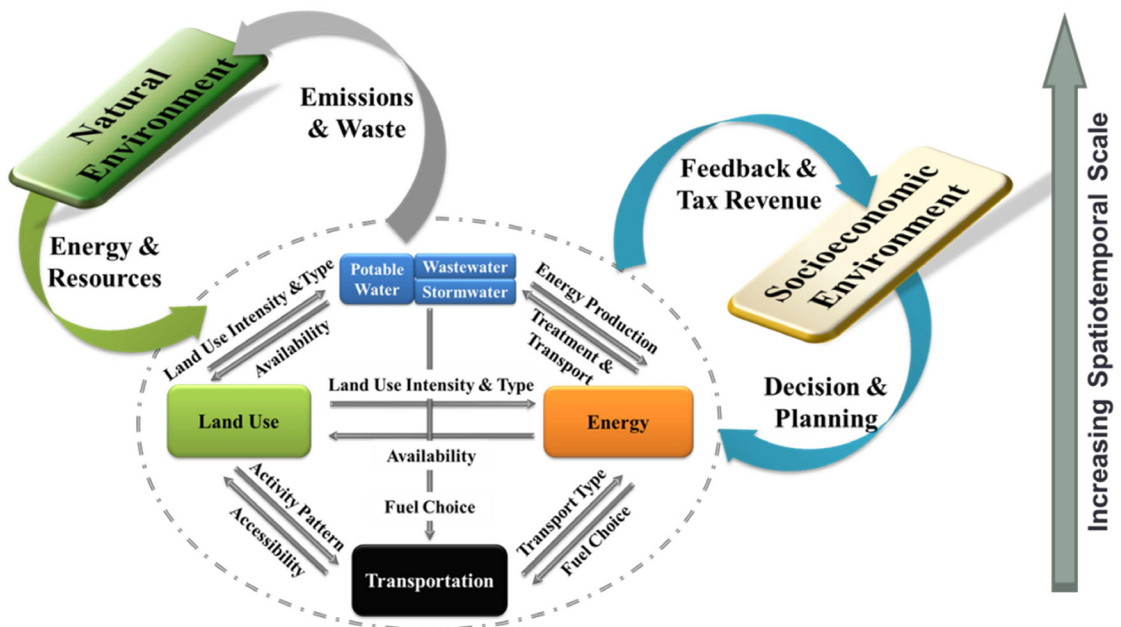 Natural
Environment
Emissions
& Waste
Energy &
Resources
Feedback &
Tax Revenue
Socioeconomic
Environment
Decision &
Planning
Increasing Spatiotemporal Scale
Potable
Water
Wastewater
Stormwater
Land Use Intensity &Type
Availability
Energy Production
Treatment &
Transport
Land Use Intensity & Type
Land Use
Energy
Availability
Activity Pattern
Accessibility
Fuel Choice
Transport Type
Fuel Choice
Transportation